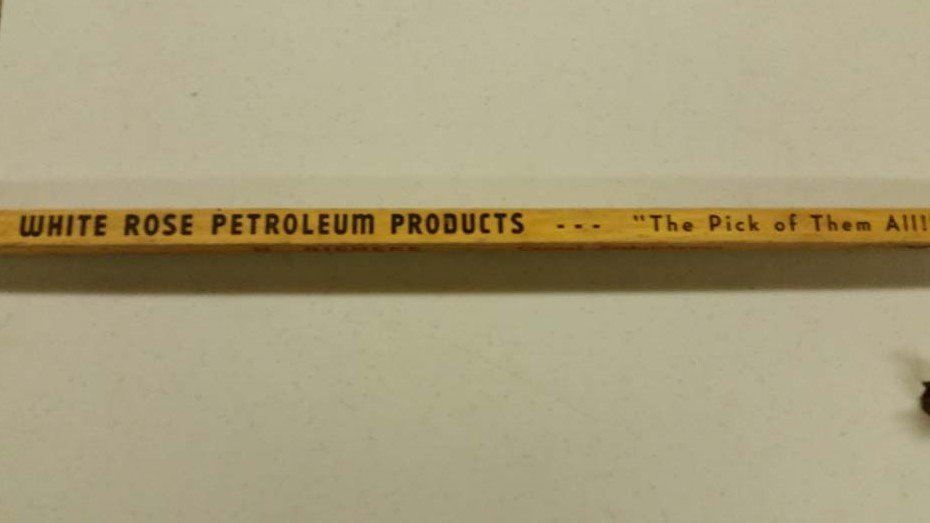 WHITE ROSE PETROLEUM PRODUCTS --- "The Pick of Them All!